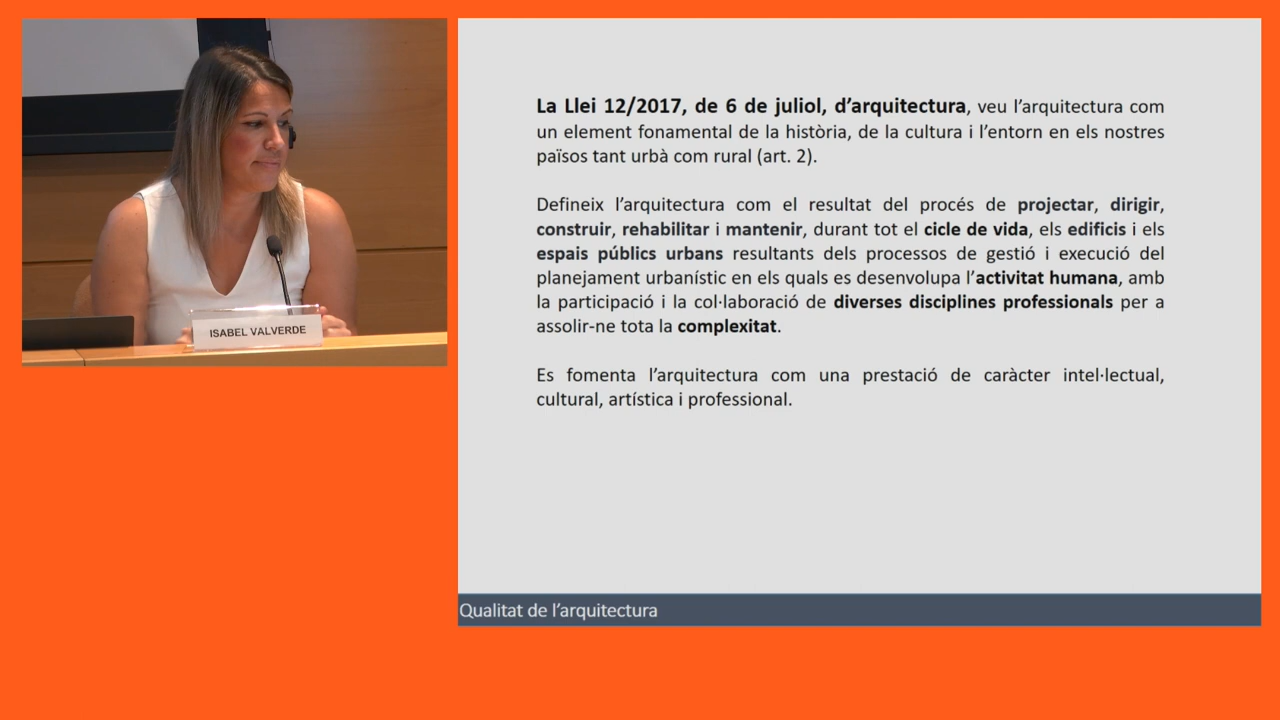 ISABEL VALVERDE
La Llei 12/2017, de 6 de juliol, d’arquitectura, veu l’arquitectura com
un element fonamental de la història, de la cultura i l’entorn en els nostres
països tant urbà com rural (art. 2).
Defineix l’arquitectura com el resultat del procés de projectar, dirigir,
construir, rehabilitar i mantenir, durant tot el cicle de vida, els edificis i els
espais públics urbans resultants dels processos de gestió i execució del
planejament urbanístic en els quals es desenvolupa l’activitat humana, amb
la participació i la col·laboració de diverses disciplines professionals per a
assolir-ne tota la complexitat.
Es fomenta l’arquitectura com una prestació de caràcter intel·lectual,
cultural, artística i professional.
Qualitat de l’arquitectura